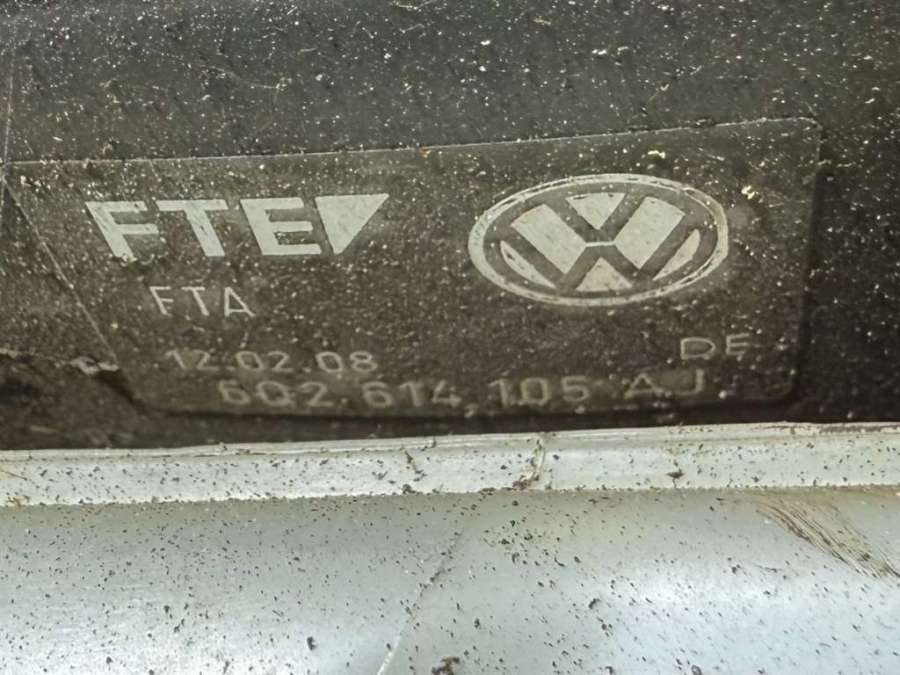 FTE
FTA
12.02.08
DE
6Q2.614.105 AJ